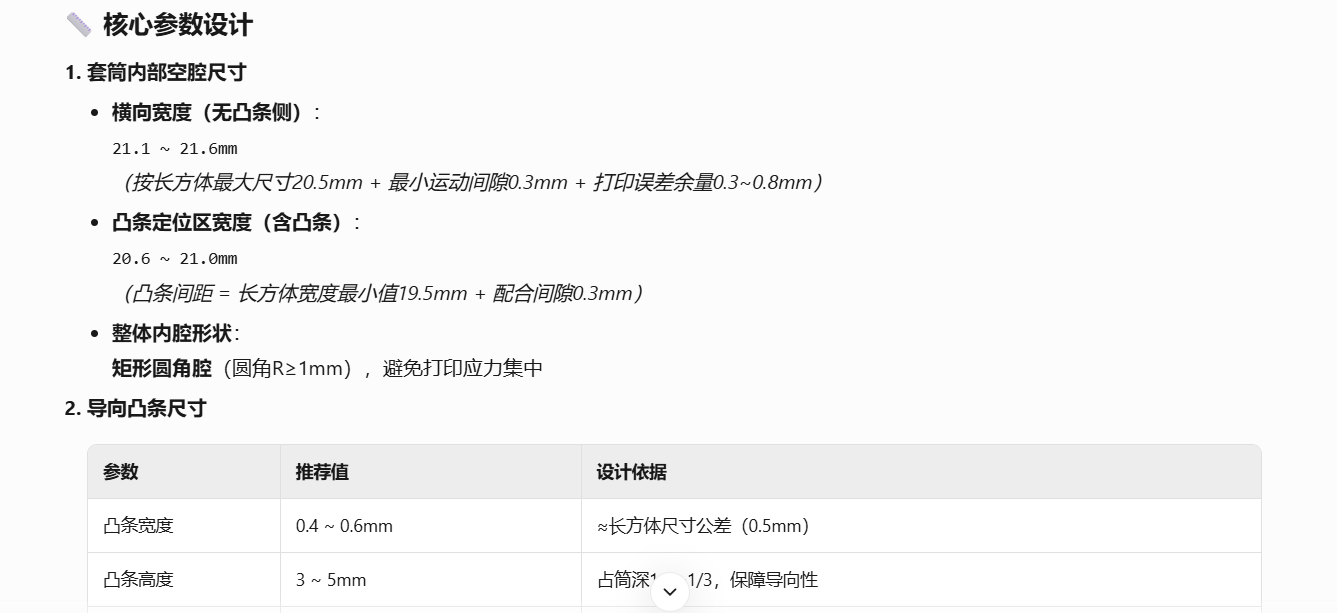 核心参数设计
1. 套筒内部空腔尺寸
横向宽度（无凸条侧）:
21.1 ~ 21.6mm
（按长方体最大尺寸20.5mm + 最小运动间隙0.3mm + 打印误差余量0.3~0.8mm）
凸条定位区宽度（含凸条）:
20.6 ~ 21.0mm
（凸条间距 = 长方体宽度最小值19.5mm + 配合间隙0.3mm）
整体内腔形状:
矩形圆角腔（圆角R≥1mm），避免打印应力集中
2. 导向凸条尺寸
参数 推荐值 设计依据
凸条宽度 0.4 ~ 0.6mm ≈长方体尺寸公差（0.5mm）
凸条高度 3 ~ 5mm 占筒深1 1/3，保障导向性